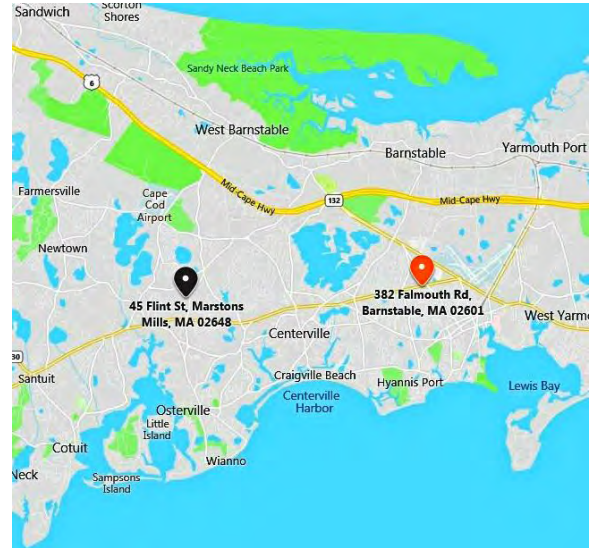 Sandwich
Scorton
Shores
Sandy Neck Beach Park
6
West Barnstable
Barnstable
Yarmouth Port
Farmersville
Cape
Cod
Airport
Mid-Cape Hwy
132
Mid-Cape Hwy
Newtown
45 Flint St, Marstons
Mills, MA 02648
382 Falmouth Rd,
Barnstable, MA 02601
West Yarmo
Centerville
30
Santuit
Craigville Beach
Hyannis Port
Lewis Bay
Centerville
Harbor
Osterville
Little
Island
Cotuit
Wianno
Neck
Sampsons
Island